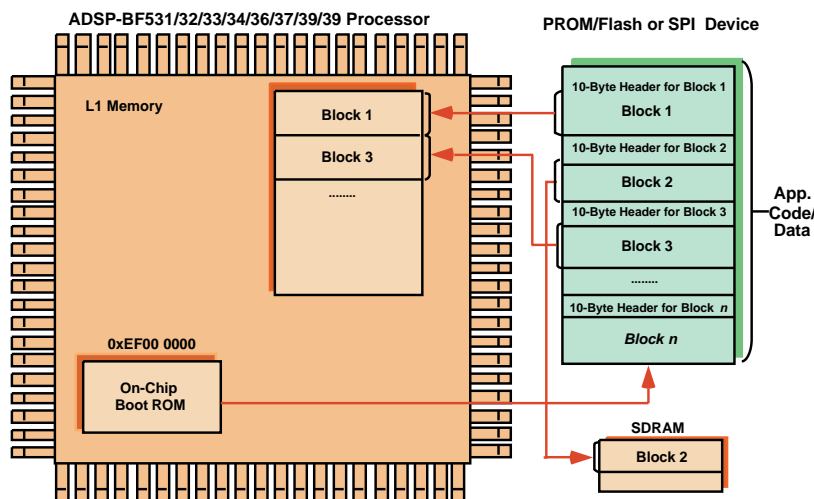 ADSP-BF531/32/33/34/36/37/39/39 Processor
PROM/Flash or SPI Device
L1 Memory
Block 1
Block 3
........
0xEF00 0000
On-Chip
Boot ROM
10-Byte Header for Block 1
Block 1
10-Byte Header for Block 2
Block 2
10-Byte Header for Block 3
Block 3
........
10-Byte Header for Block n
Block n
App.
Code/
Data
SDRAM
Block 2